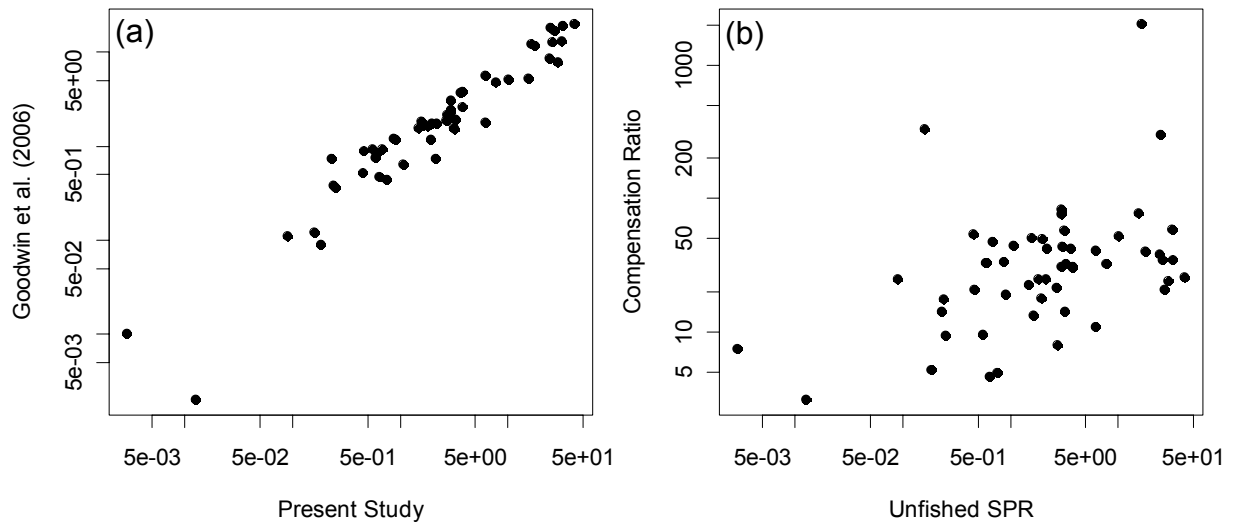 (a)
5e+00
5e-01
5e-02
5e-03
Goodwin et al. (2006)
5e-03 5e-02 5e-01 5e+00 5e+01
Present Study
(b)
1000
200
50
10
5
Compensation Ratio
5e-03 5e-02 5e-01 5e+00 5e+01
Unfished SPR